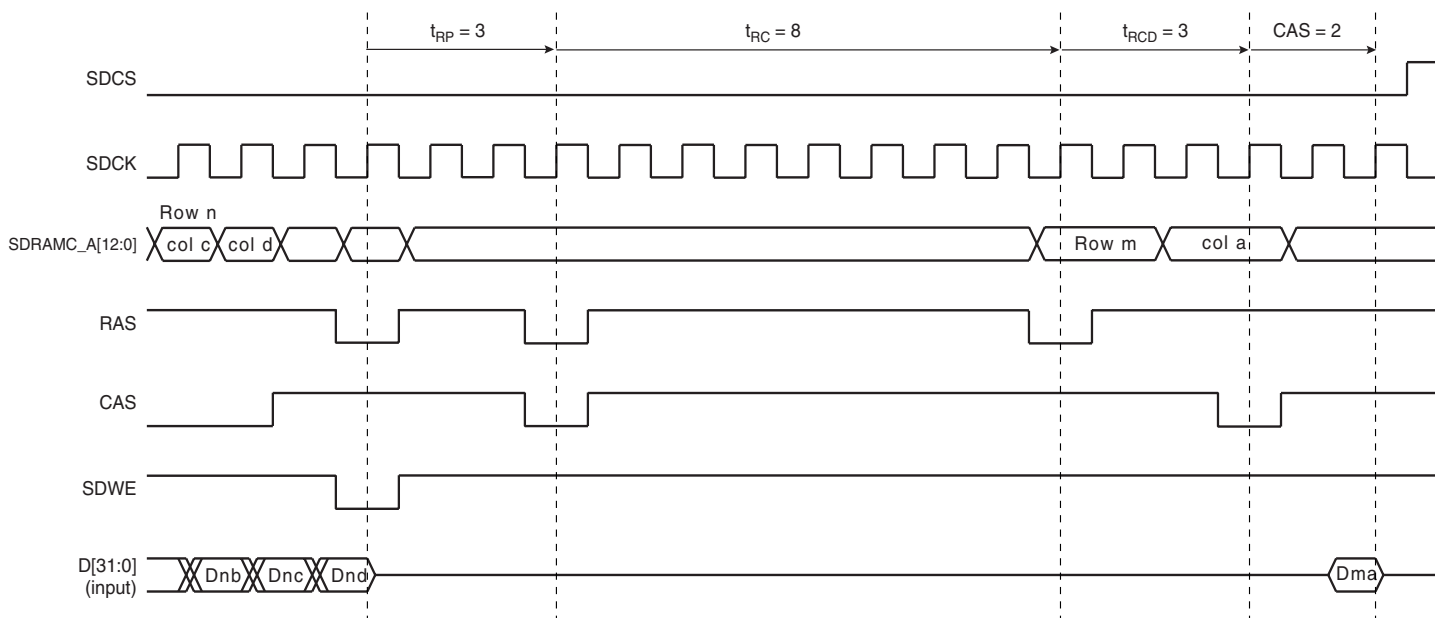 t_RP = 3
t_RC = 8
t_RCD = 3
CAS = 2
SDCS
SDCK
Row n
SDRAMC_A[12:0]
col c
col d
Row m
col a
RAS
CAS
SDWE
D[31:0]
(input)
Dnb
Dnc
Dnd
Dma